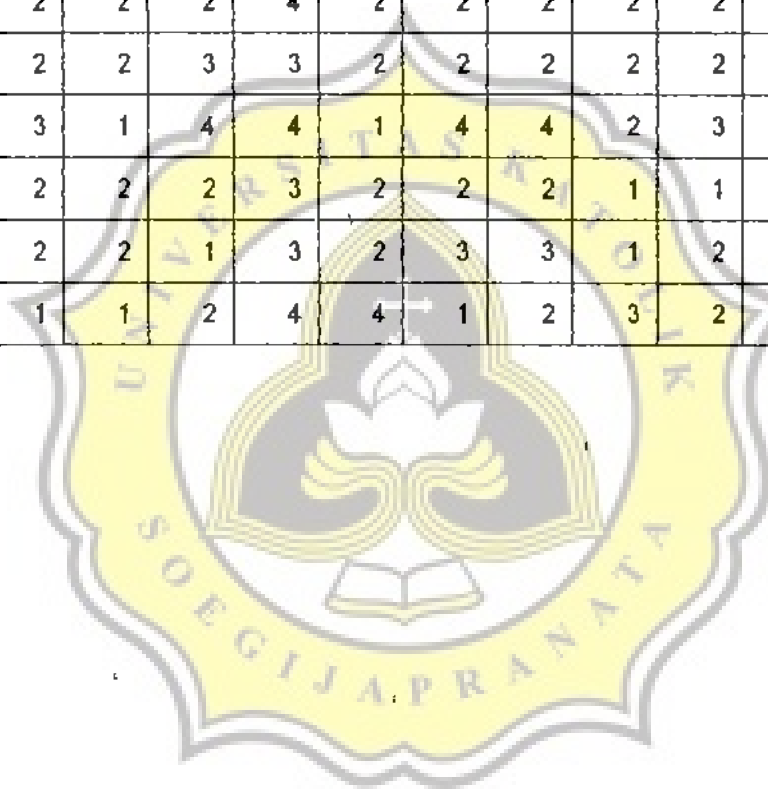 2 2 2 4 2 2 2 2 2
2 2 3 3 2 2 2 2 2
3 1 4 4 1 4 4 2 3
2 2 2 3 2 2 2 1 1
2 2 1 3 2 3 3 1 2
1 1 2 4 4 1 2 3 2
UNIVERSITAS KATOLIK
SOEGIJAPRANATA